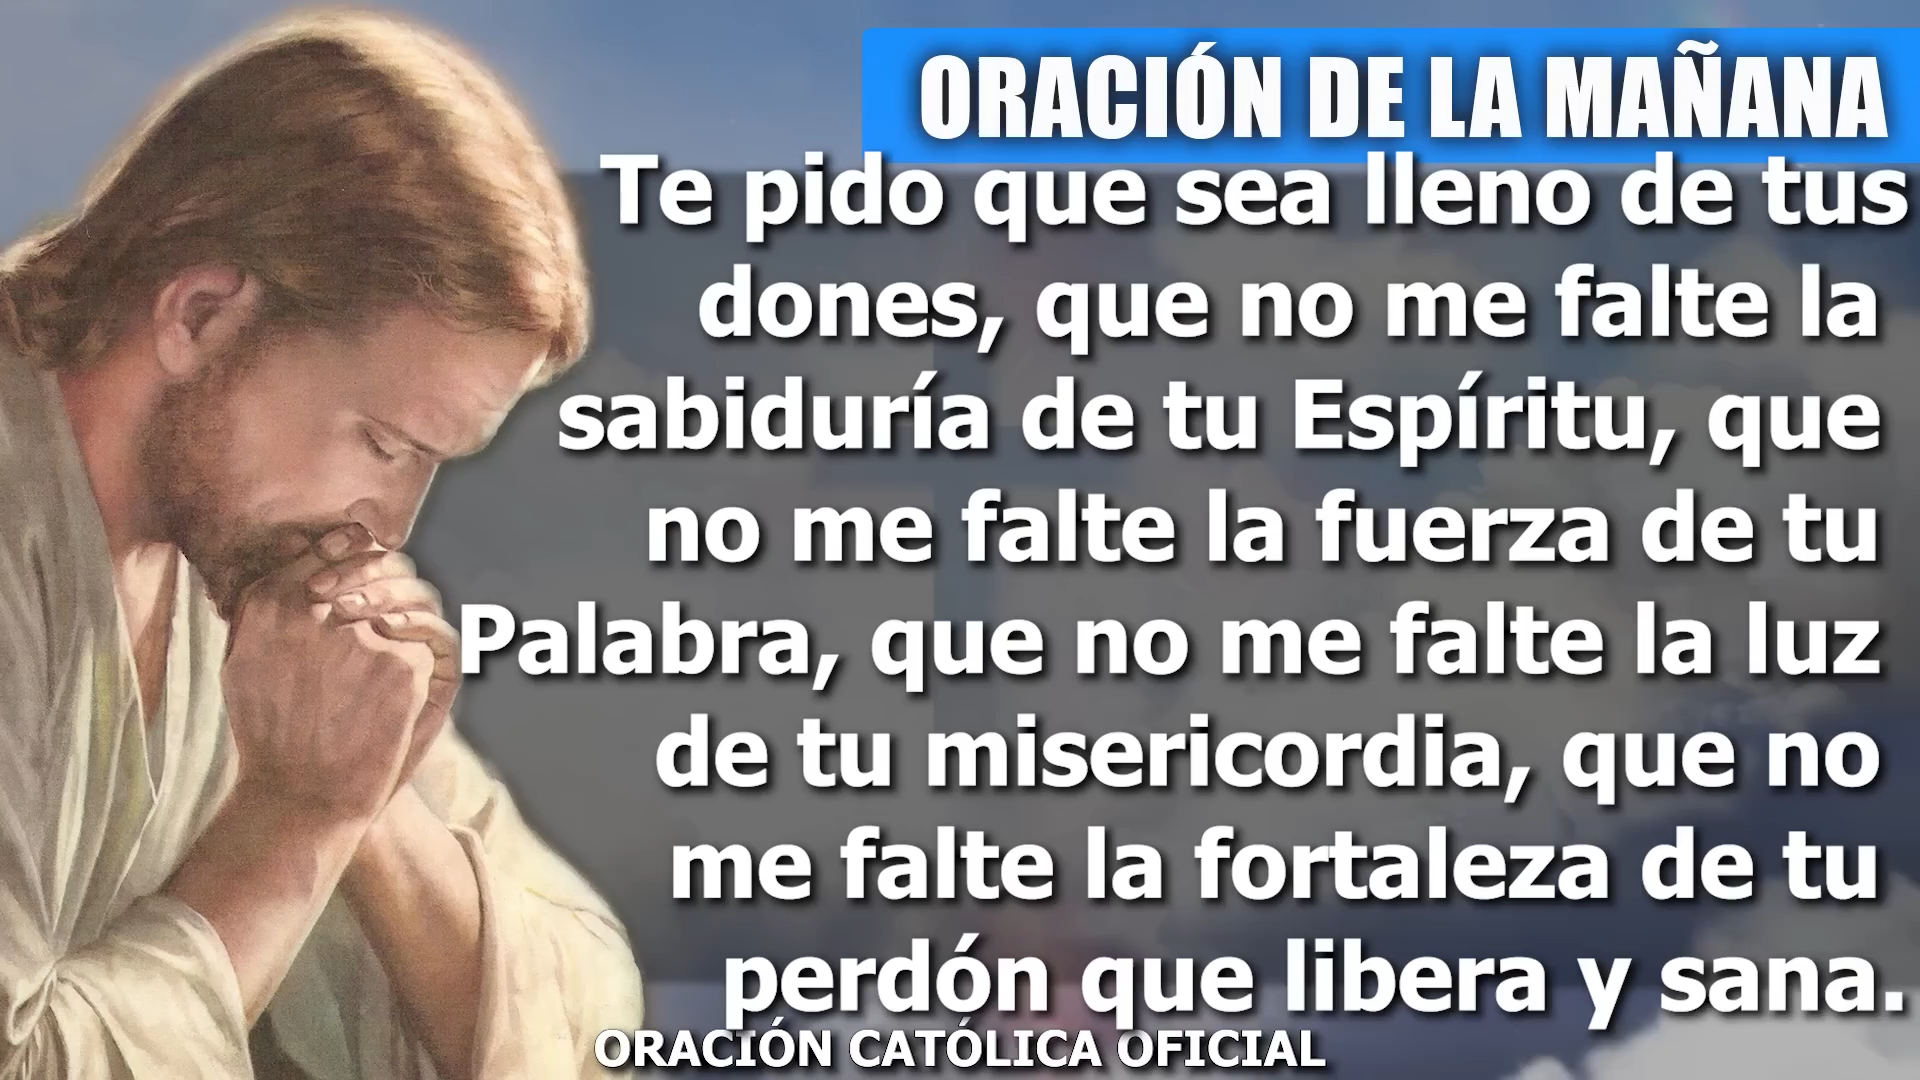 ORACIÓN DE LA MAÑANA
Te pido que sea lleno de tus
dones, que no me falte la
sabiduría de tu Espíritu, que
no me falte la fuerza de tu
Palabra, que no me falte la luz
de tu misericordia, que no
me falte la fortaleza de tu
perdón que libera y sana.
ORACIÓN CATÓLICA OFICIAL